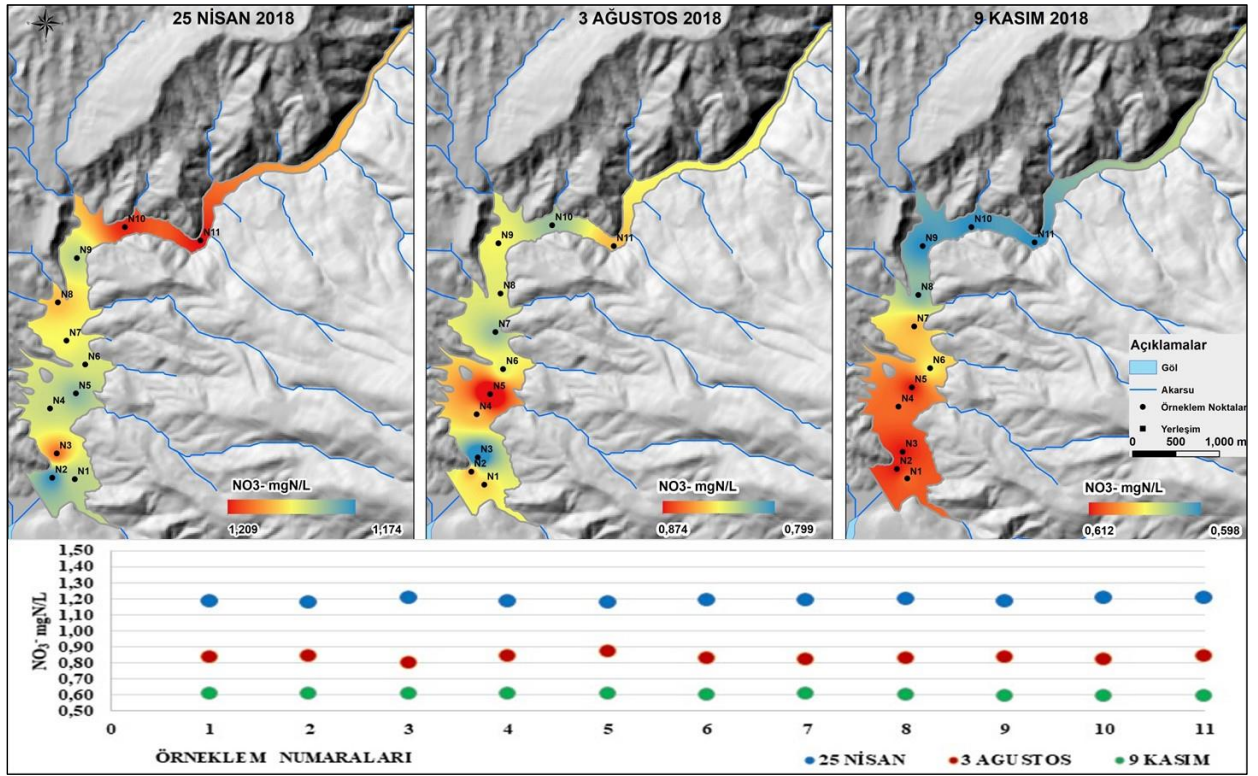 25 NİSAN 2018
N10
N11
N9
N8
N7
N6
N5
N4
N3
N2
N1
NO3- mgN/L
1,209 1,174
3 AĞUSTOS 2018
N10
N9
N11
N8
N7
N6
N5
N4
N3
N2
N1
NO3- mgN/L
0,874 0,799
9 KASIM 2018
N10
N11
N9
N8
N7
N6
N5
N4
N3
N2
N1
Açıklamalar
Göl
Akarsu
Örneklem Noktalar
Yerleşim
0 500 1,000 m
NO3- mgN/L
0,612 0,598
NO3- mgN/L
1,50
1,40
1,30
1,20
1,10
1,00
0,90
0,80
0,70
0,60
0,50
0 1 2 3 4 5 6 7 8 9 10 11
ÖRNEKLEM NUMARALARI
25 NİSAN 3 AGUSTOS 9 KASIM